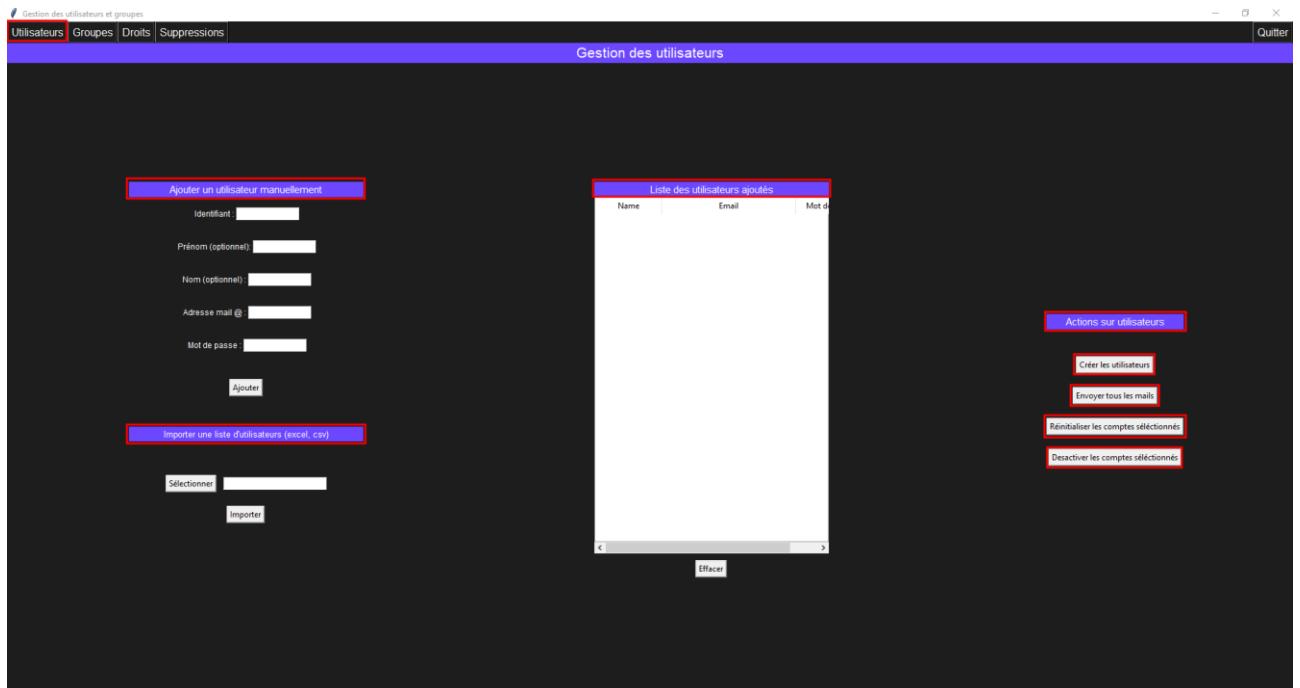 Gestion des utilisateurs et groupes
Utilisateurs Groupes Droits Suppressions Quitter
Gestion des utilisateurs
Ajouter un utilisateur manuellement
Identifiant :
Prénom (optionnel):
Nom (optionnel) :
Adresse mail @ :
Mot de passe :
Ajouter
Importer une liste d'utilisateurs (excel, csv)
Sélectionner
Importer
Liste des utilisateurs ajoutés
Name Email Mot de
Effacer
Actions sur utilisateurs
Créer les utilisateurs
Envoyer tous les mails
Réinitialiser les comptes séléctionnés
Desactiver les comptes séléctionnés